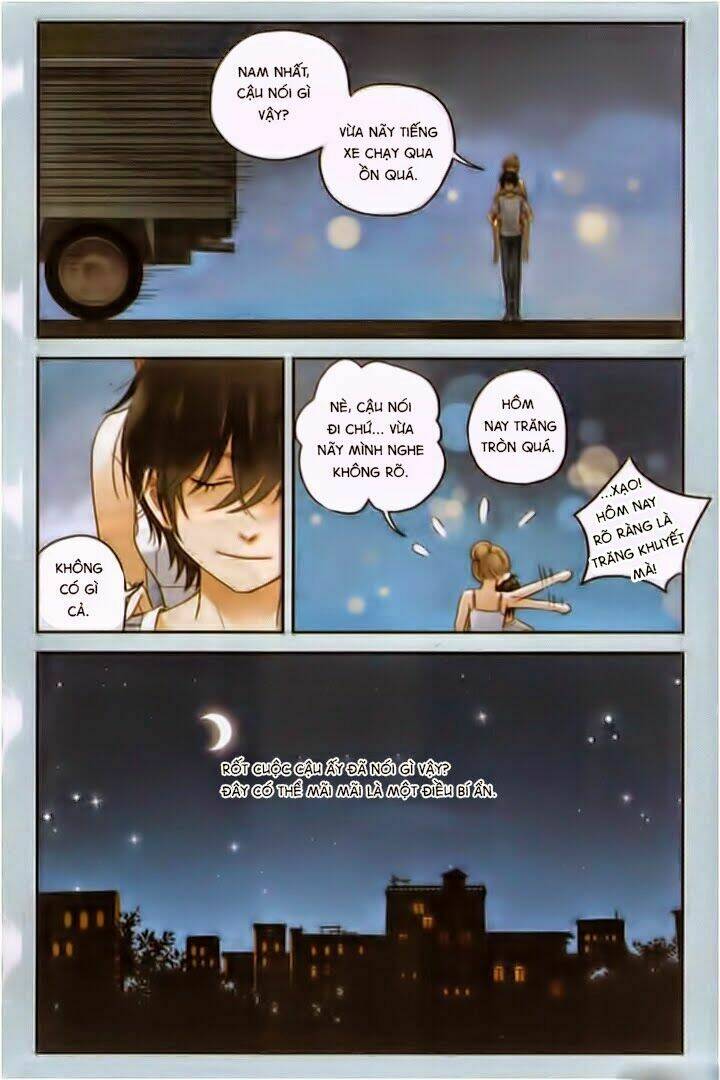 NAM NHẤT,
CẬU NÓI GÌ
VẬY?
VỪA NÃY TIẾNG
XE CHẠY QUA
ỒN QUÁ.
KHÔNG
CÓ GÌ
CẢ.
NÈ, CẬU NÓI
ĐI CHỨ... VỪA
NÃY MÌNH NGHE
KHÔNG RÕ.
HÔM
NAY TRĂNG
TRÒN QUÁ.
...XẠO!
HÔM NAY
RÕ RÀNG LÀ
TRĂNG KHUYẾT
MÀ!
RỐT CUỘC CẬU ẤY ĐÃ NÓI GÌ VẬY?
ĐÂY CÓ THỂ MÃI MÃI LÀ MỘT ĐIỀU BÍ ẨN.